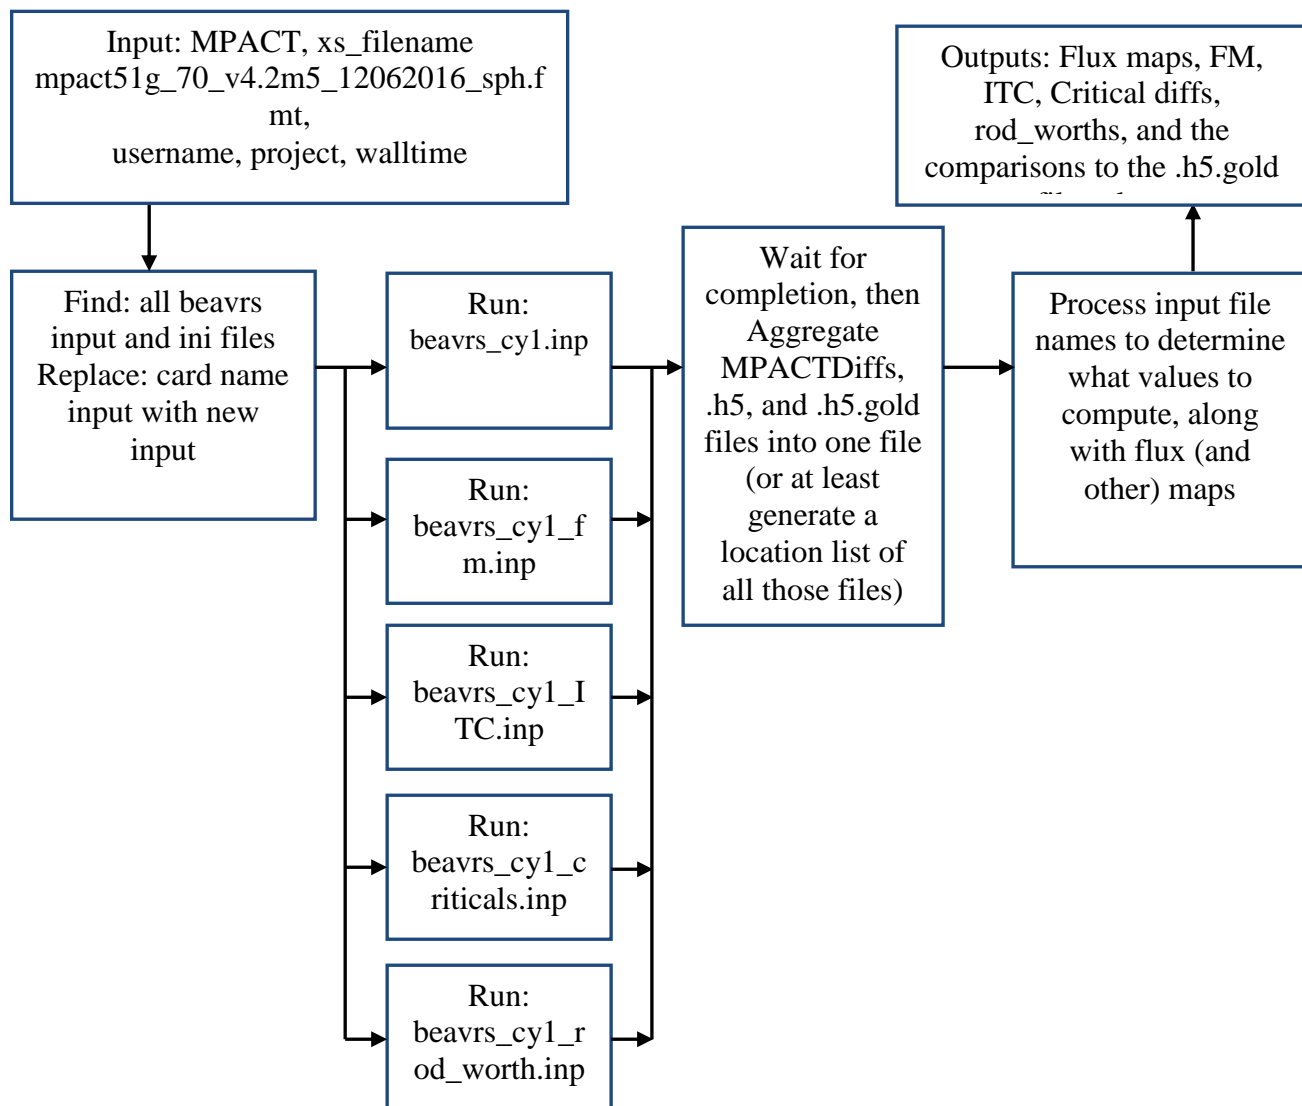 Input: MPACT, xs_filename
mpact51g_70_v4.2m5_12062016_sph.f
mt,
username, project, walltime
Outputs: Flux maps, FM,
ITC, Critical diffs,
rod_worths, and the
comparisons to the .h5.gold
Find: all beavrs
input and ini files
Replace: card name
input with new
input
Run:
beavrs_cy1.inp
Run:
beavrs_cy1_f
m.inp
Run:
beavrs_cy1_I
TC.inp
Run:
beavrs_cy1_c
riticals.inp
Run:
beavrs_cy1_r
od_worth.inp
Wait for
completion, then
Aggregate
MPACTDiffs,
.h5, and .h5.gold
files into one file
(or at least
generate a
location list of
all those files)
Process input file
names to determine
what values to
compute, along
with flux (and
other) maps